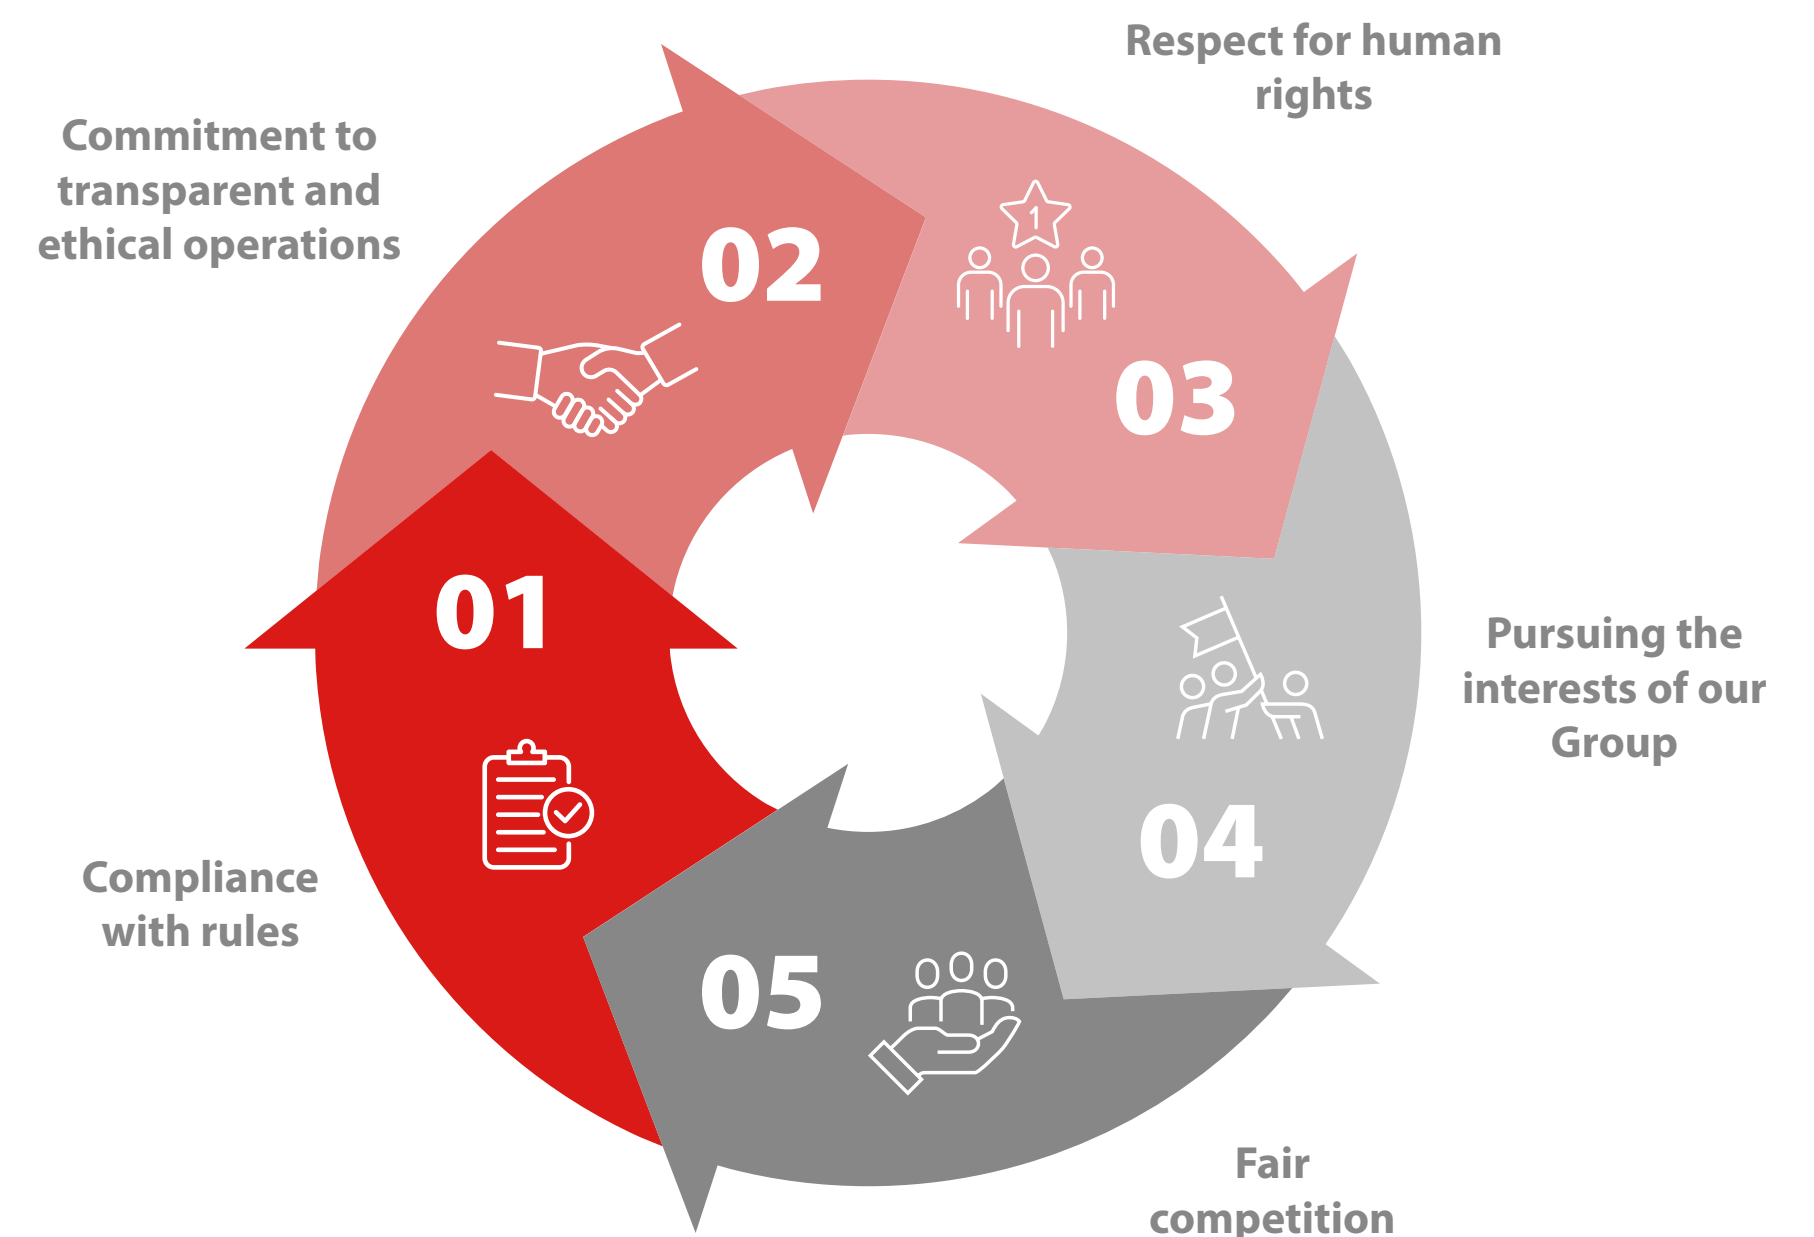 01
Compliance
with rules
02
Commitment to
transparent and
ethical operations
03
1
Respect for human
rights
04
Pursuing the
interests of our
Group
05
Fair
competition